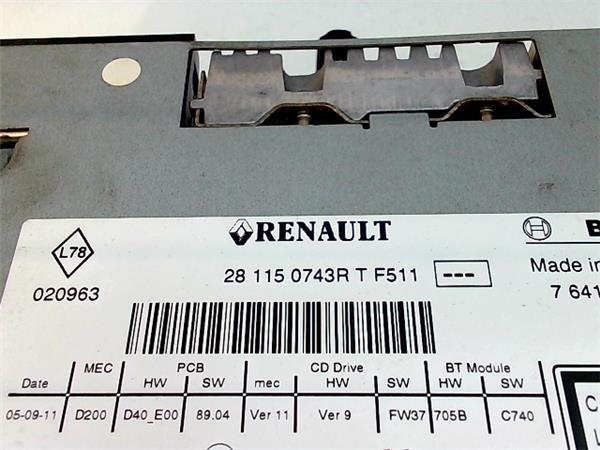 L78
020963
RENAULT
28 115 0743R T F511
---
Made in
7 641
MEC PCB CD Drive BT Module
Date HW SW mec HW SW HW SW
05-09-11 D200 D40_E00 89.04 Ver 11 Ver 9 FW37 705B C740